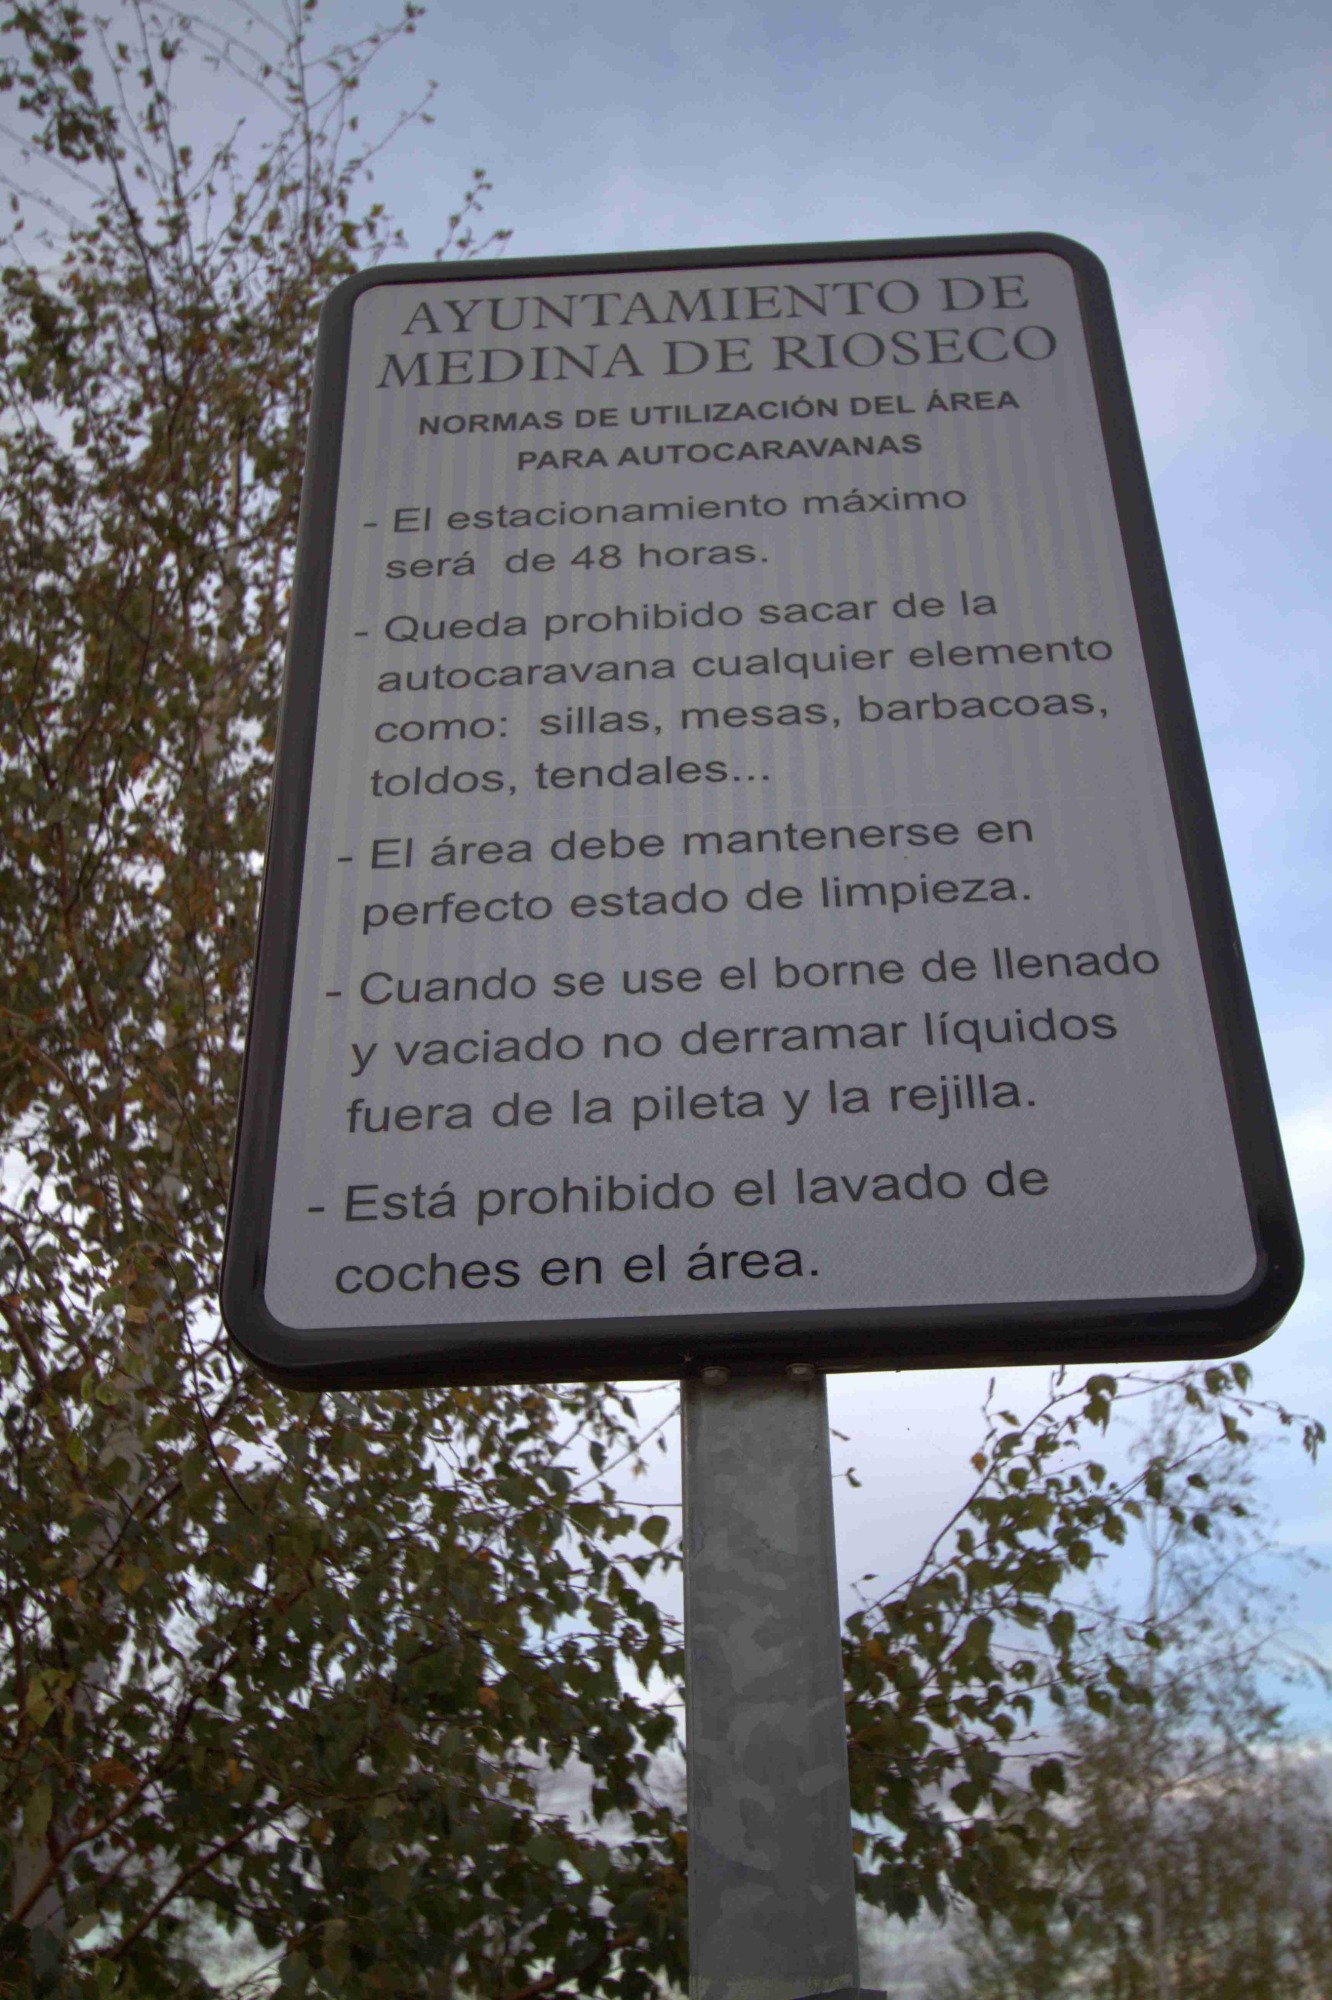 AYUNTAMIENTO DE
MEDINA DE RIOSECO
NORMAS DE UTILIZACIÓN DEL ÁREA
PARA AUTOCARAVANAS
- El estacionamiento máximo
será de 48 horas.
- Queda prohibido sacar de la
autocaravana cualquier elemento
como: sillas, mesas, barbacoas,
toldos, tendales...
- El área debe mantenerse en
perfecto estado de limpieza.
- Cuando se use el borne de llenado
y vaciado no derramar líquidos
fuera de la pileta y la rejilla.
- Está prohibido el lavado de
coches en el área.